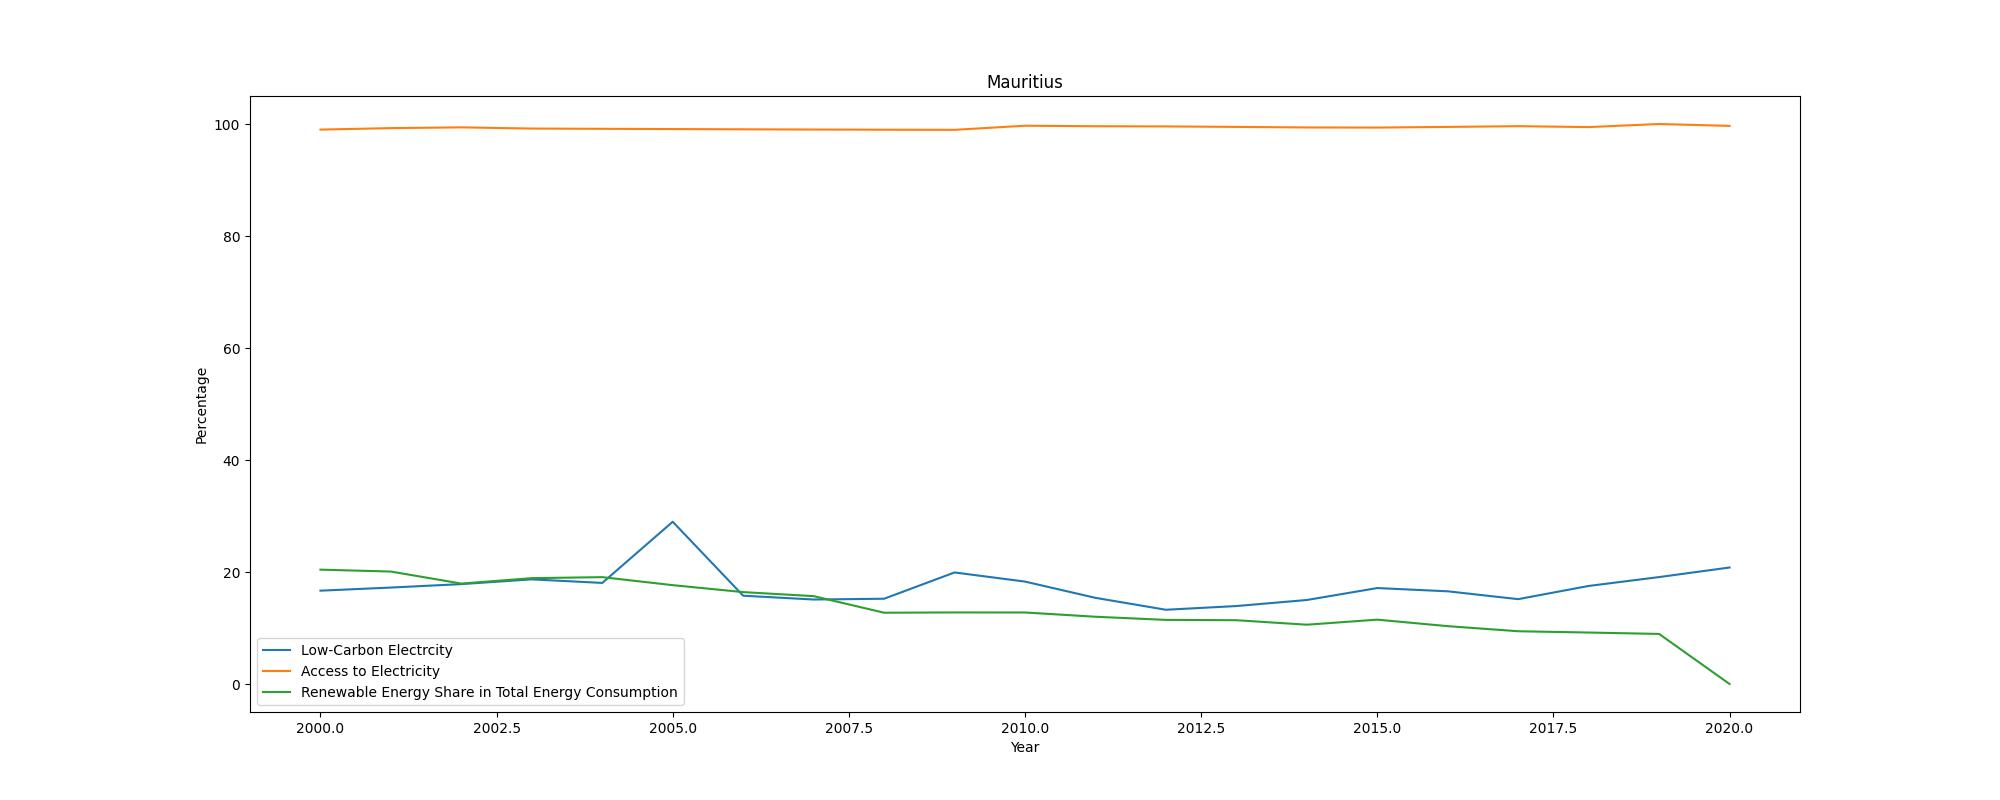 Mauritius
100
80
60
40
20
0
Percentage
Low-Carbon Electrcity
Access to Electricity
Renewable Energy Share in Total Energy Consumption
2000.0 2002.5 2005.0 2007.5 2010.0 2012.5 2015.0 2017.5 2020.0
Year